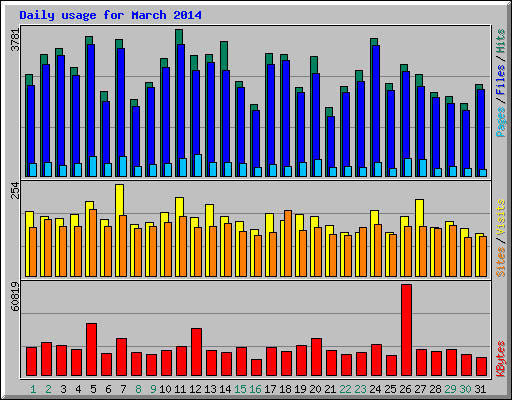 Daily usage for March 2014
3781
Pages / Files / Hits
254
Sites / Visits
60819
KBytes
1 2 3 4 5 6 7 8 9 10 11 12 13 14 15 16 17 18 19 20 21 22 23 24 25 26 27 28 29 30 31